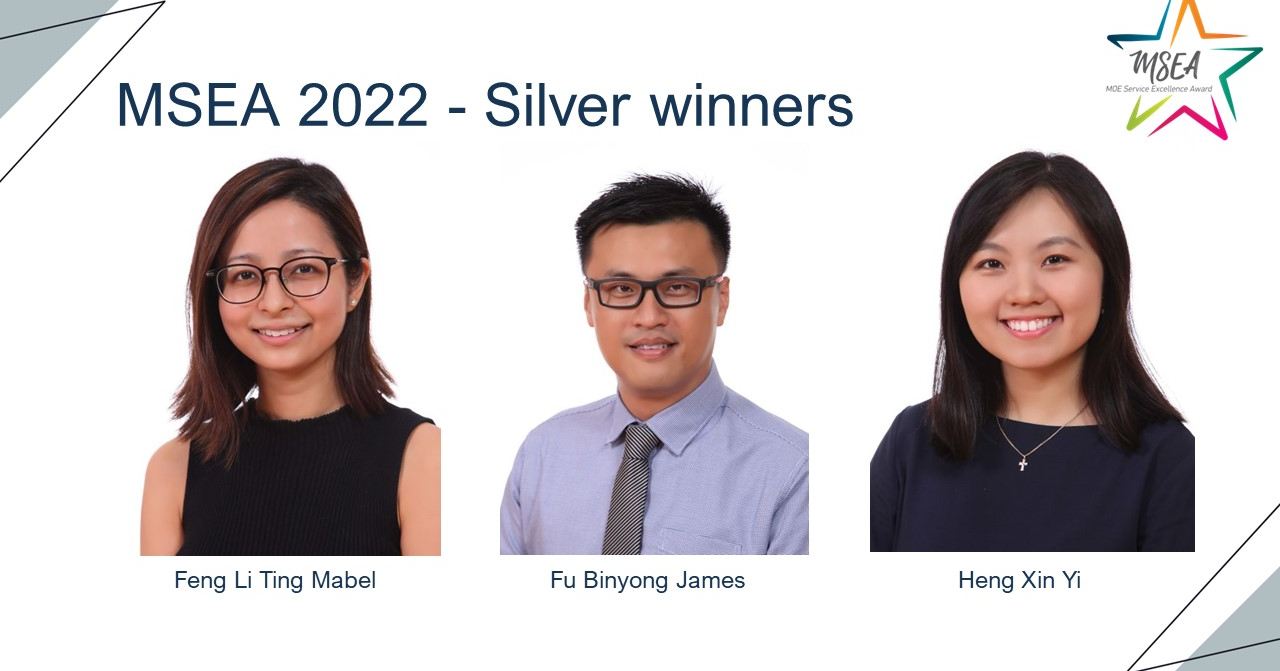 MSEA 2022 - Silver winners
MSEA
MOE Service Excellence Award
Feng Li Ting Mabel
Fu Binyong James
Heng Xin Yi